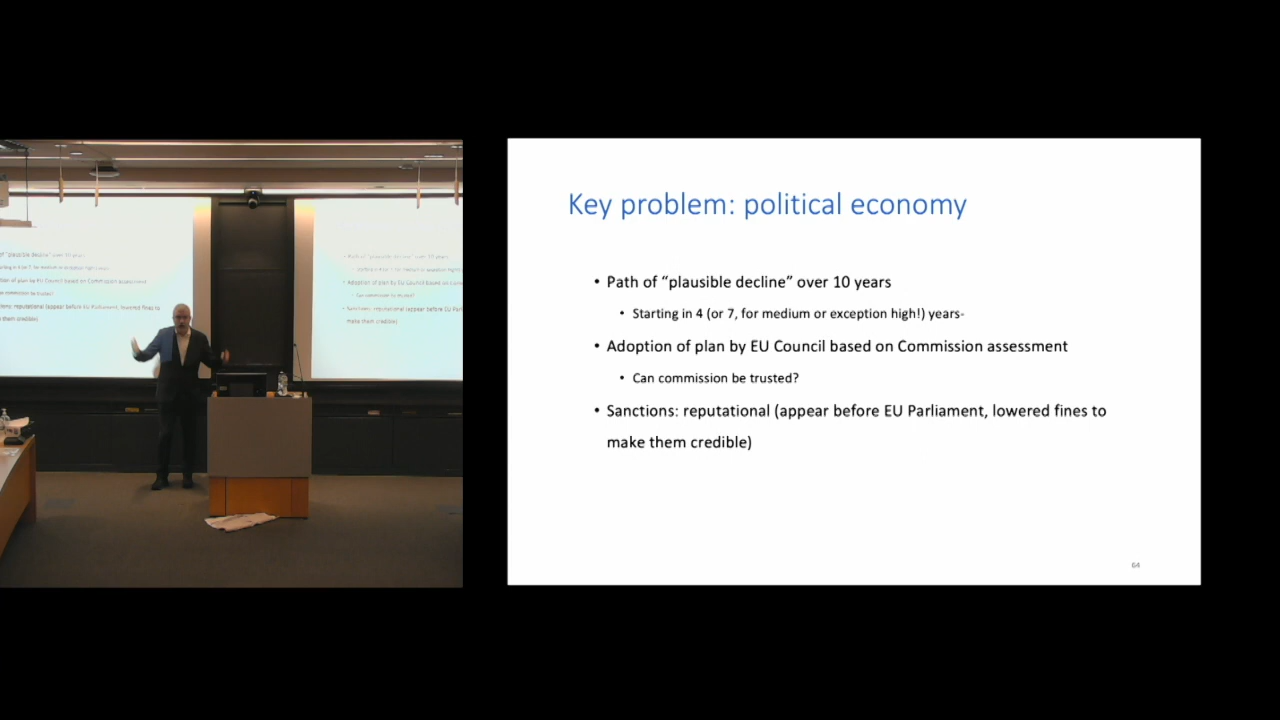 Key problem: political economy
• Path of “plausible decline” over 10 years
• Starting in 4 (or 7, for medium or exception high!) years-
• Adoption of plan by EU Council based on Commission assessment
• Can commission be trusted?
• Sanctions: reputational (appear before EU Parliament, lowered fines to
make them credible)
64